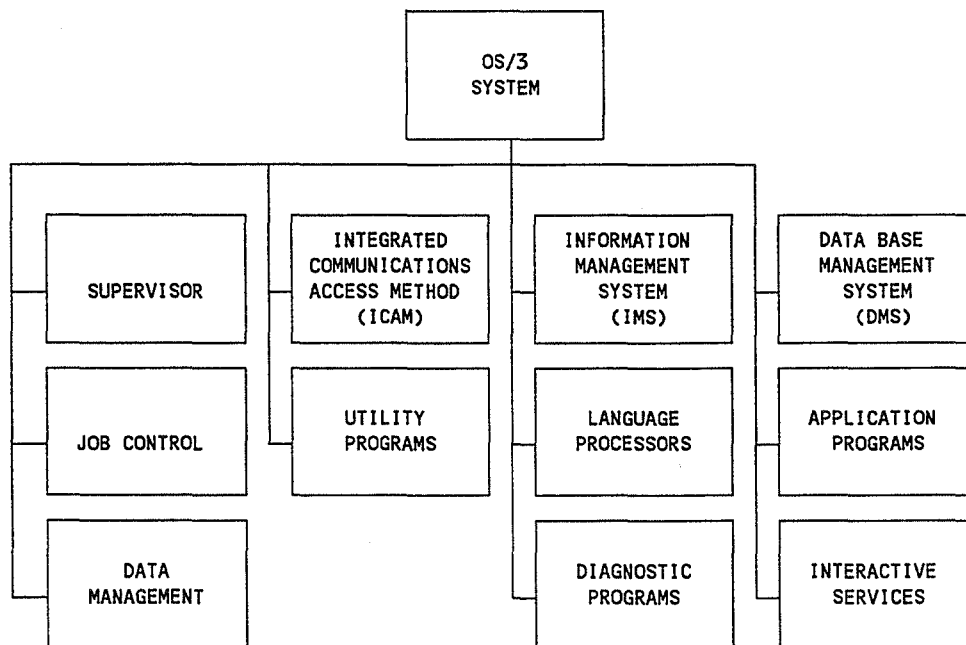 OS/3
SYSTEM
SUPERVISOR
INTEGRATED
COMMUNICATIONS
ACCESS METHOD
(ICAM)
INFORMATION
MANAGEMENT
SYSTEM
(IMS)
DATA BASE
MANAGEMENT
SYSTEM
(DMS)
JOB CONTROL
UTILITY
PROGRAMS
LANGUAGE
PROCESSORS
APPLICATION
PROGRAMS
DATA
MANAGEMENT
DIAGNOSTIC
PROGRAMS
INTERACTIVE
SERVICES